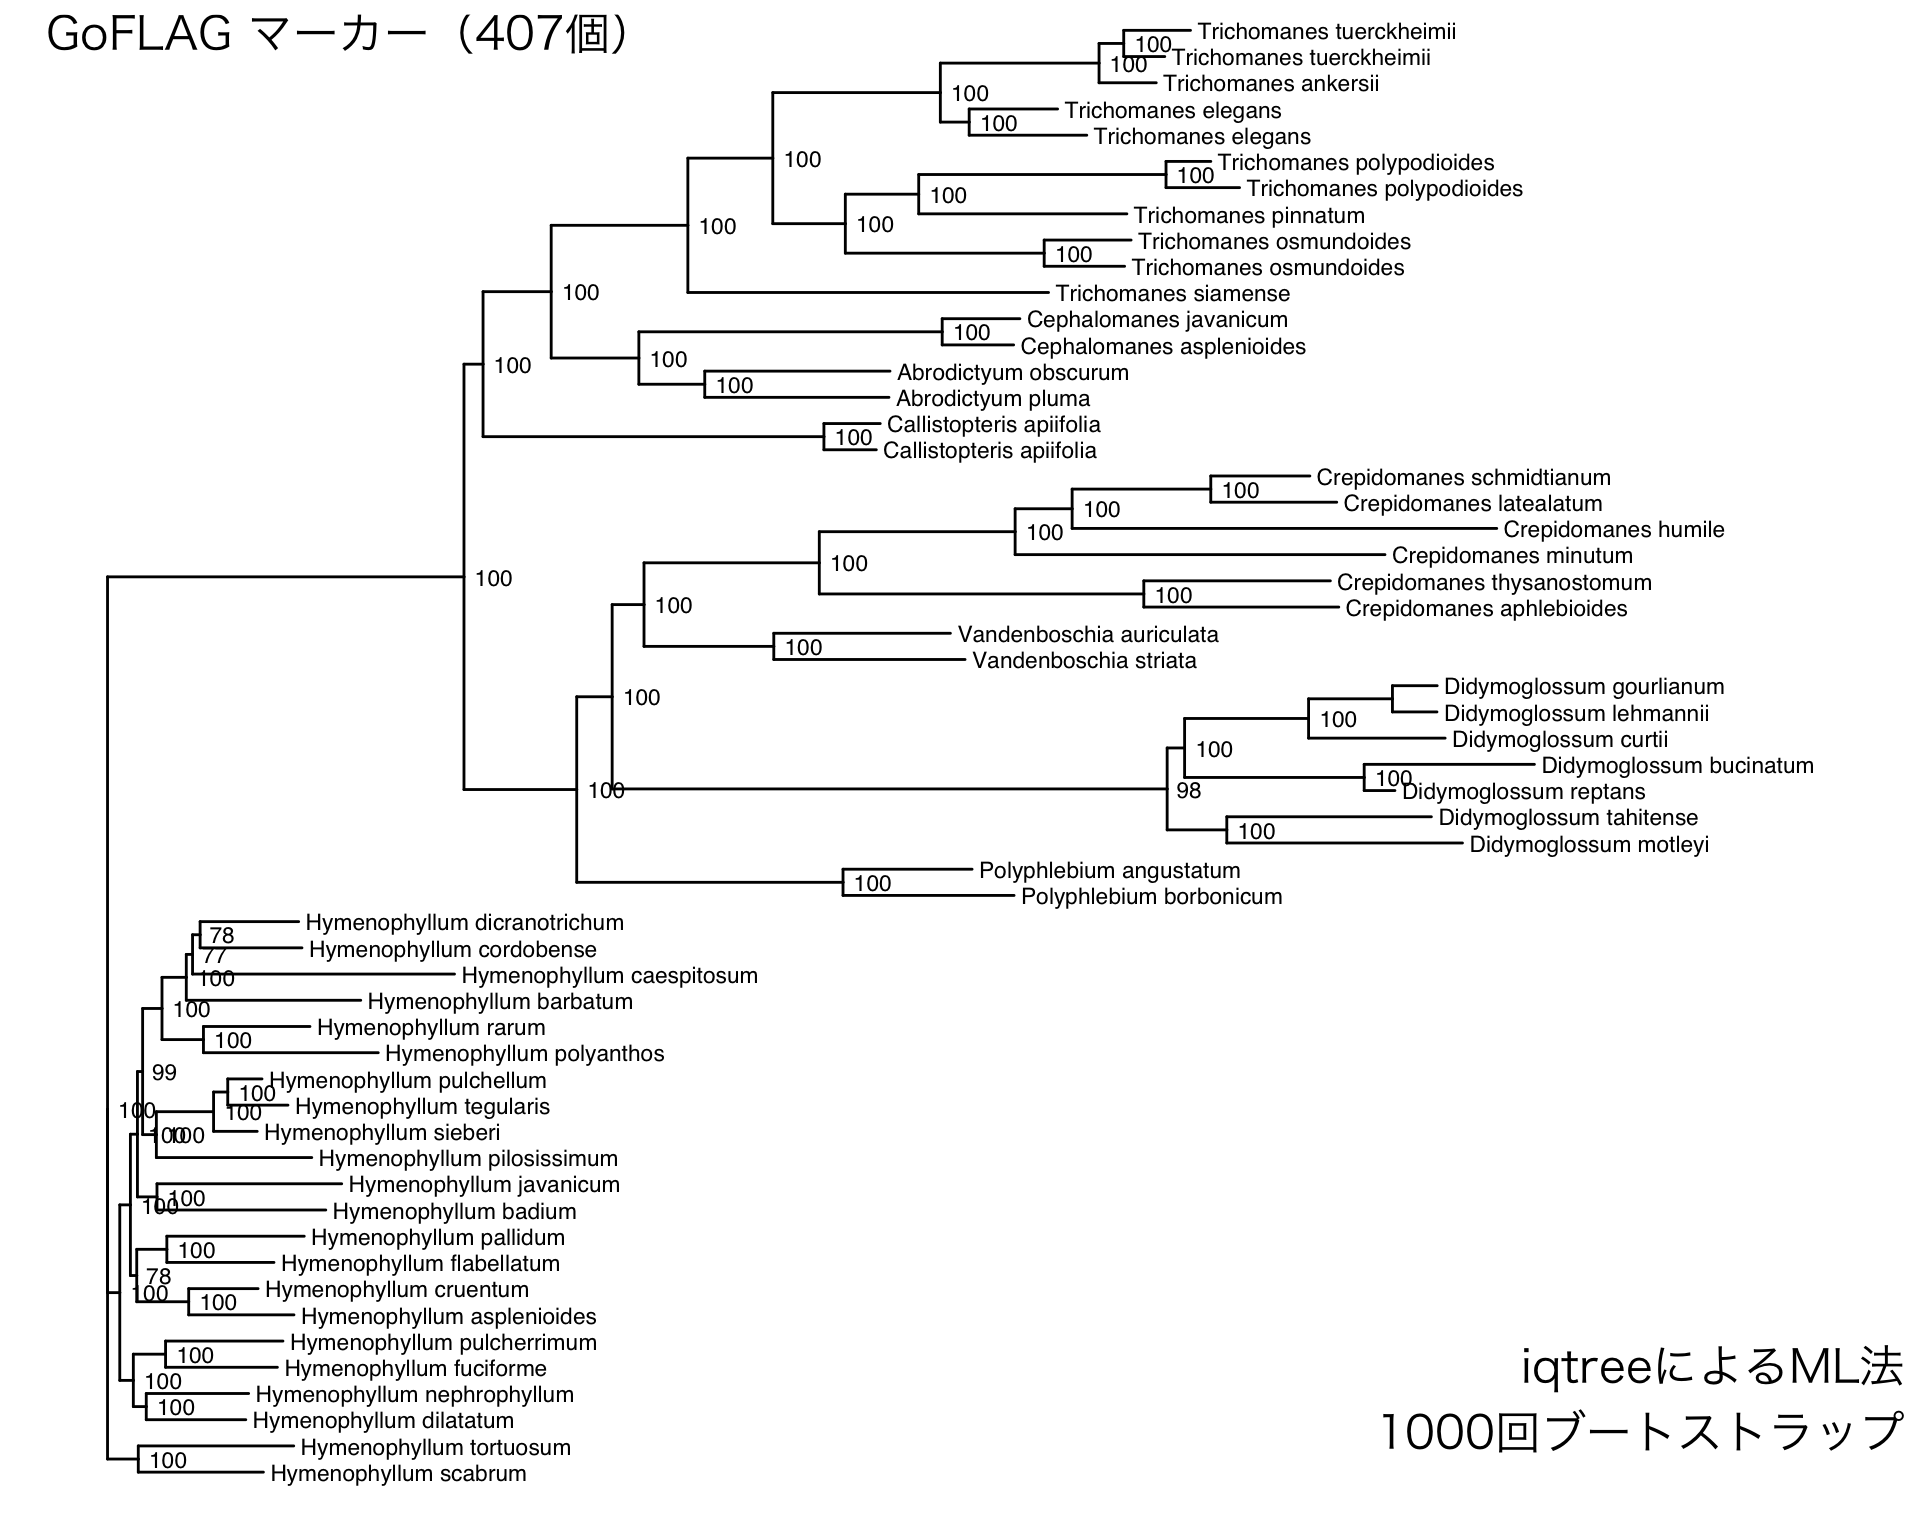 GoFLAG マーカー（407個）
Trichomanes tuerckheimii
100
Trichomanes tuerckheimii
100
Trichomanes ankersii
100
Trichomanes elegans
100
Trichomanes elegans
100
Trichomanes polypodioides
100
Trichomanes polypodioides
100
Trichomanes pinnatum
100
100
Trichomanes osmundoides
100
Trichomanes osmundoides
100
Trichomanes siamense
Cephalomanes javanicum
100
Cephalomanes asplenioides
100
100
Abrodictyum obscurum
100
Abrodictyum pluma
Callistopteris apiifolia
100
Callistopteris apiifolia
Crepidomanes schmidtianum
100
Crepidomanes latealatum
100
Crepidomanes humile
100
Crepidomanes minutum
100
100
Crepidomanes thysanostomum
100
Crepidomanes aphlebioides
100
Vandenboschia auriculata
100
Vandenboschia striata
Didymoglossum gourlianum
100
Didymoglossum lehmannii
100
Didymoglossum curtii
100
Didymoglossum bucinatum
100
Didymoglossum reptans
100
98
Didymoglossum tahitense
100
Didymoglossum motleyi
Polyphlebium angustatum
100
Polyphlebium borbonicum
Hymenophyllum dicranotrichum
78
Hymenophyllum cordobense
77
Hymenophyllum caespitosum
100
Hymenophyllum barbatum
100
Hymenophyllum rarum
100
Hymenophyllum polyanthos
99
Hymenophyllum pulchellum
100
Hymenophyllum tegularis
100
100
Hymenophyllum sieberi
100
100
Hymenophyllum pilosissimum
Hymenophyllum javanicum
100
100
Hymenophyllum badium
Hymenophyllum pallidum
100
Hymenophyllum flabellatum
78
Hymenophyllum cruentum
100
100
Hymenophyllum asplenioides
Hymenophyllum pulcherrimum
100
Hymenophyllum fuciforme
100
Hymenophyllum nephrophyllum
100
Hymenophyllum dilatatum
Hymenophyllum tortuosum
100
Hymenophyllum scabrum
iqtreeによるML法
1000回ブートストラップ